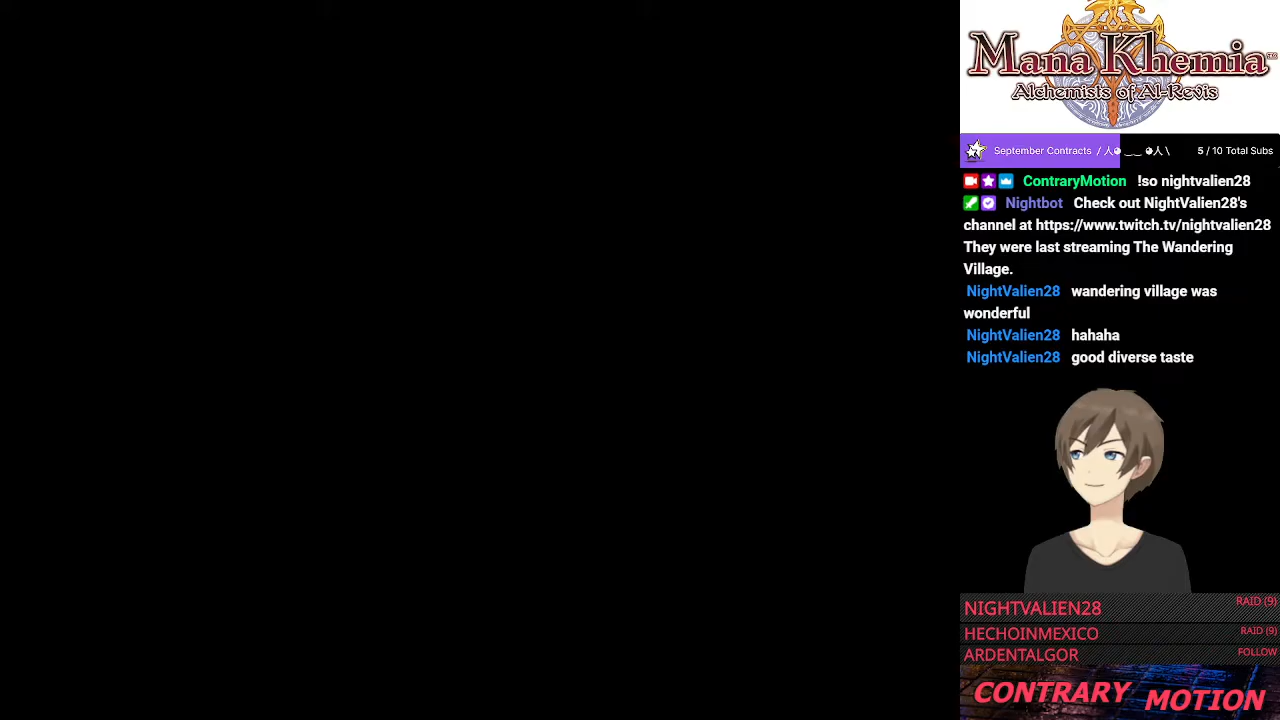 Mana Khemia
Alchemists of Al-Revis
September Contracts /人◕ ‿‿ ◕人\ 5 / 10 Total Subs
ContraryMotion !so nightvalien28
Nightbot Check out NightValien28's
channel at https://www.twitch.tv/nightvalien28
They were last streaming The Wandering
Village.
NightValien28 wandering village was
wonderful
NightValien28 hahaha
NightValien28 good diverse taste
NIGHTVALIEN28 RAID (9)
HECHOINMEXICO RAID (9)
ARDENTALGOR FOLLOW
CONTRARY MOTION